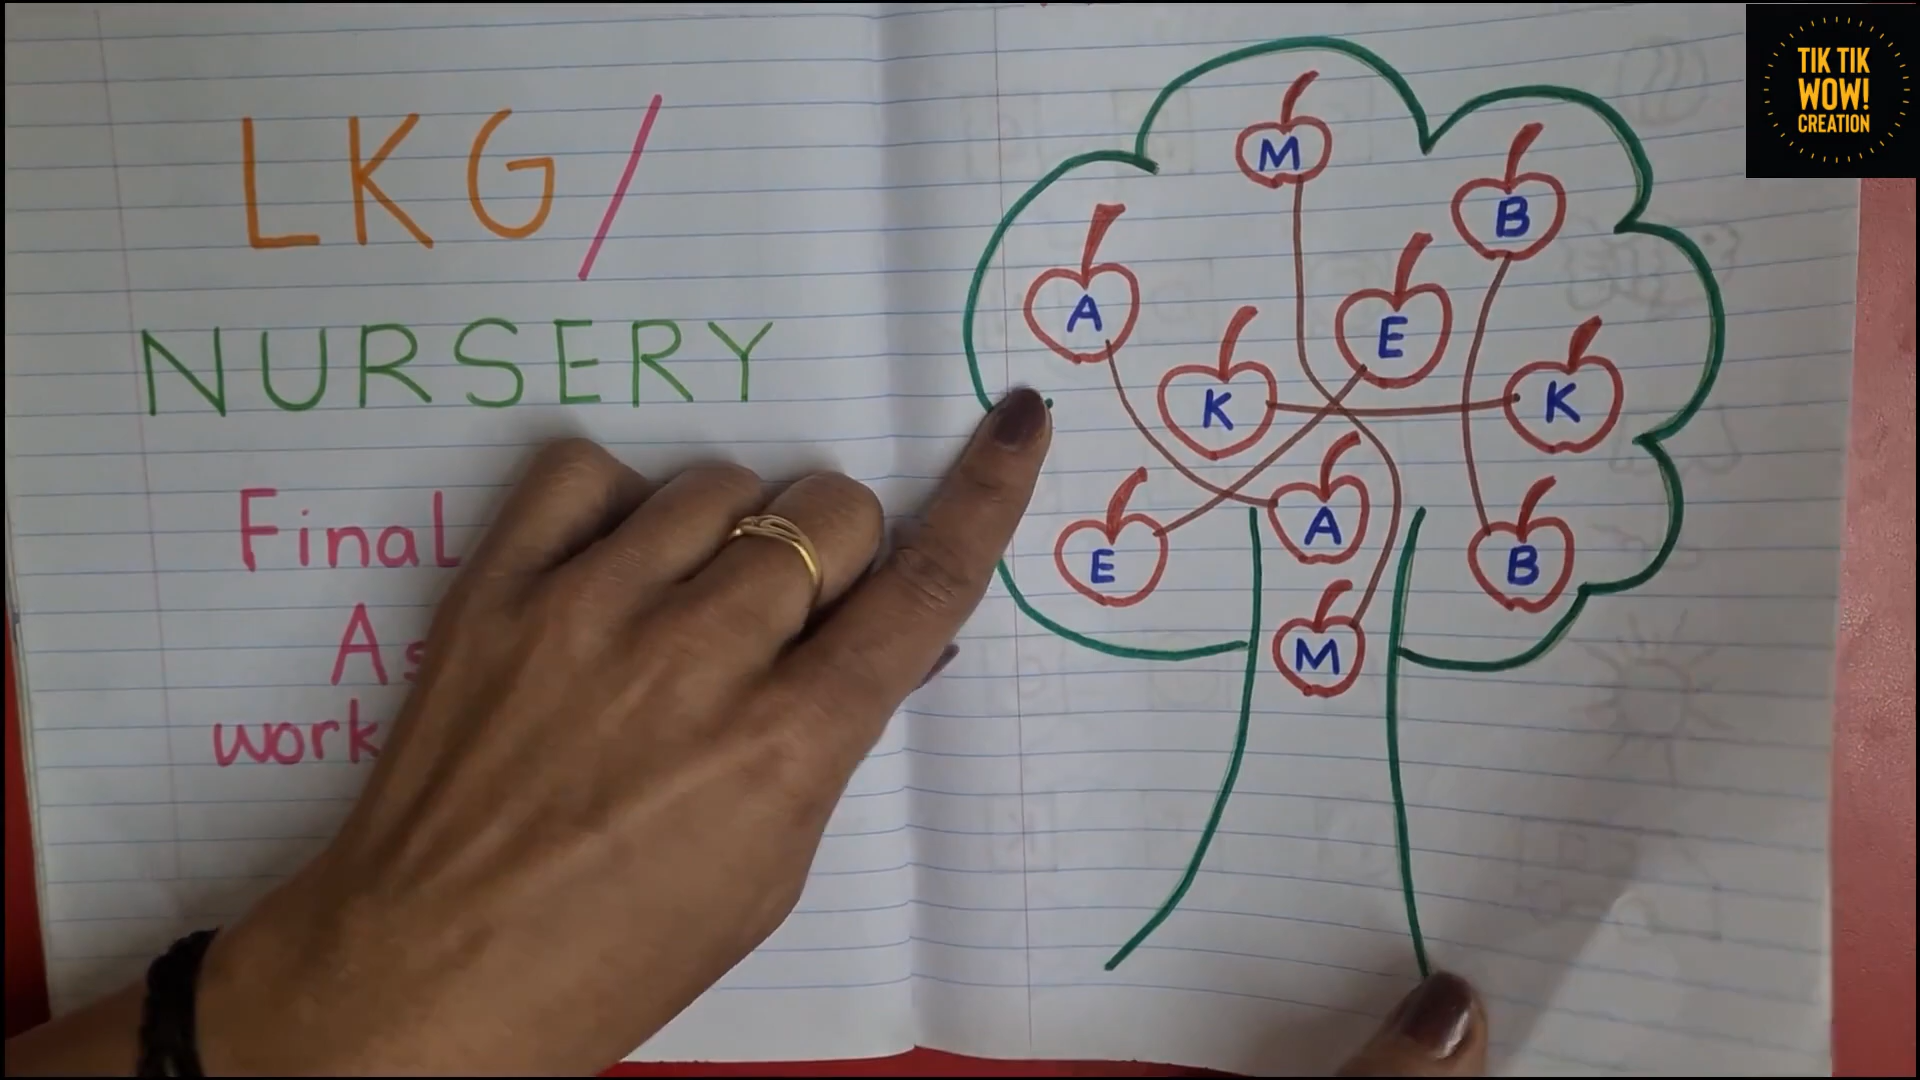 LKG/
NURSERY
Final
work
M
B
A
E
K
K
A
E
B
M
TIK TIK
WOW!
CREATION